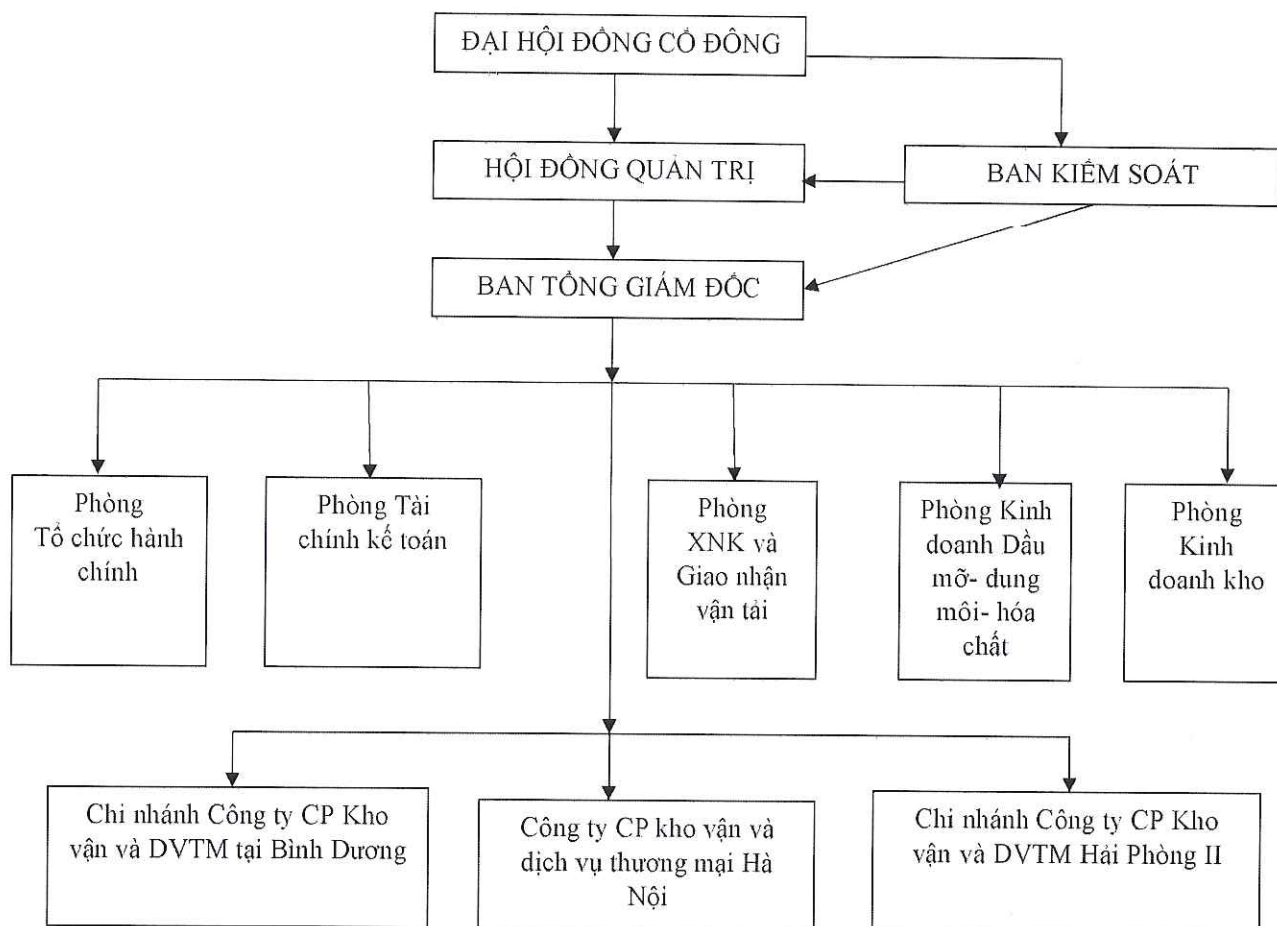 ĐẠI HỘI ĐỒNG CỔ ĐÔNG
HỘI ĐỒNG QUẢN TRỊ
BAN KIỂM SOÁT
BAN TỔNG GIÁM ĐỐC
Phòng
Tổ chức hành
chính
Phòng Tài
chính kế toán
Phòng
XNK và
Giao nhận
vận tải
Phòng Kinh
doanh Dầu
mỡ- dung
môi- hóa
chất
Phòng
Kinh
doanh kho
Chi nhánh Công ty CP Kho
vận và DVTM tại Bình Dương
Công ty CP kho vận và
dịch vụ thương mại Hà
Nội
Chi nhánh Công ty CP Kho
vận và DVTM Hải Phòng II